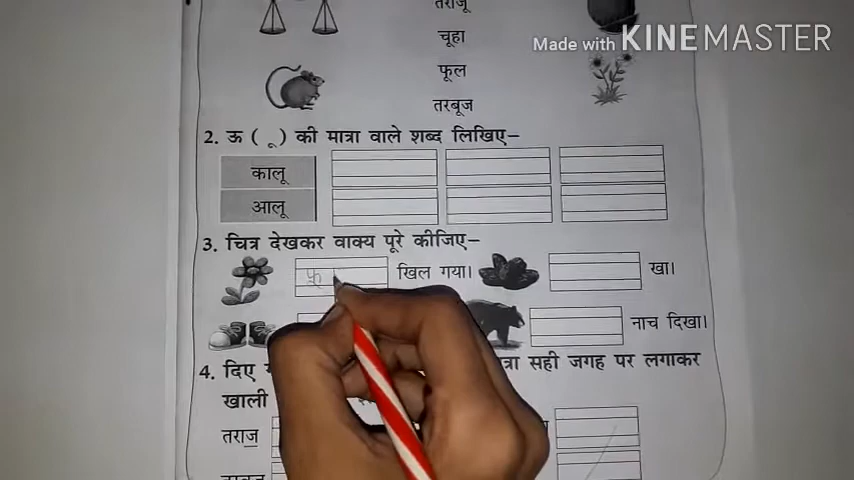 तराजू
Made with KINEMASTER
चूहा
फूल
तरबूज
2. ऊ ( ू ) की मात्रा वाले शब्द लिखिए–
कालू
आलू
3. चित्र देखकर वाक्य पूरे कीजिए–
फू खिल गया। खा।
नाच दिखा।
4. दिए त्रा सही जगह पर लगाकर
खाली
तराज